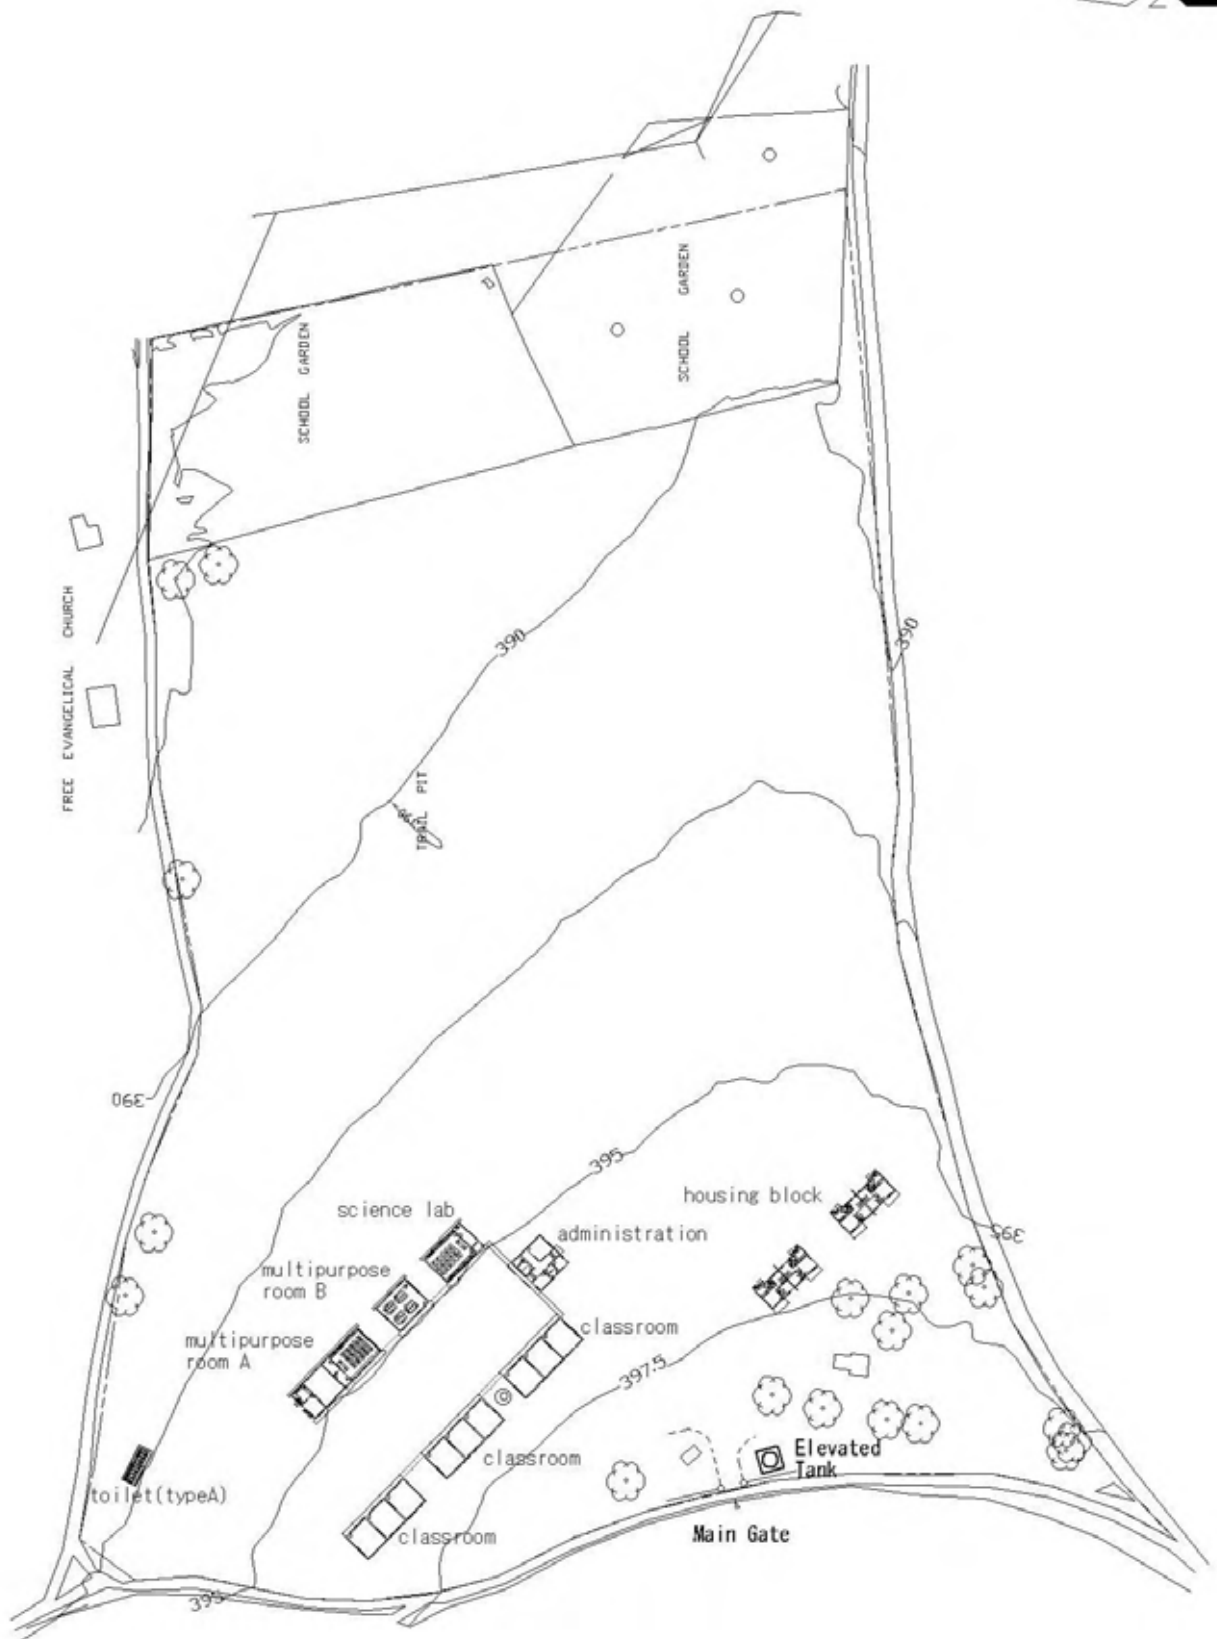 SCHOOL GARDEN
SCHOOL GARDEN
FREE EVANGELICAL CHURCH
390
390
TRAIL PIT
390
395
housing block
science lab
administration
395
multipurpose
room B
multipurpose
room A
classroom
397.5
Elevated
Tank
classroom
toilet(typeA)
classroom
Main Gate
395